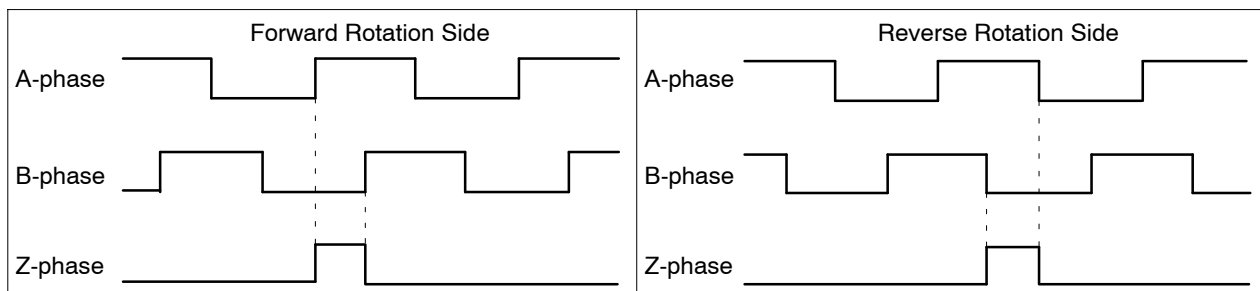 Forward Rotation Side
A-phase
B-phase
Z-phase
Reverse Rotation Side
A-phase
B-phase
Z-phase